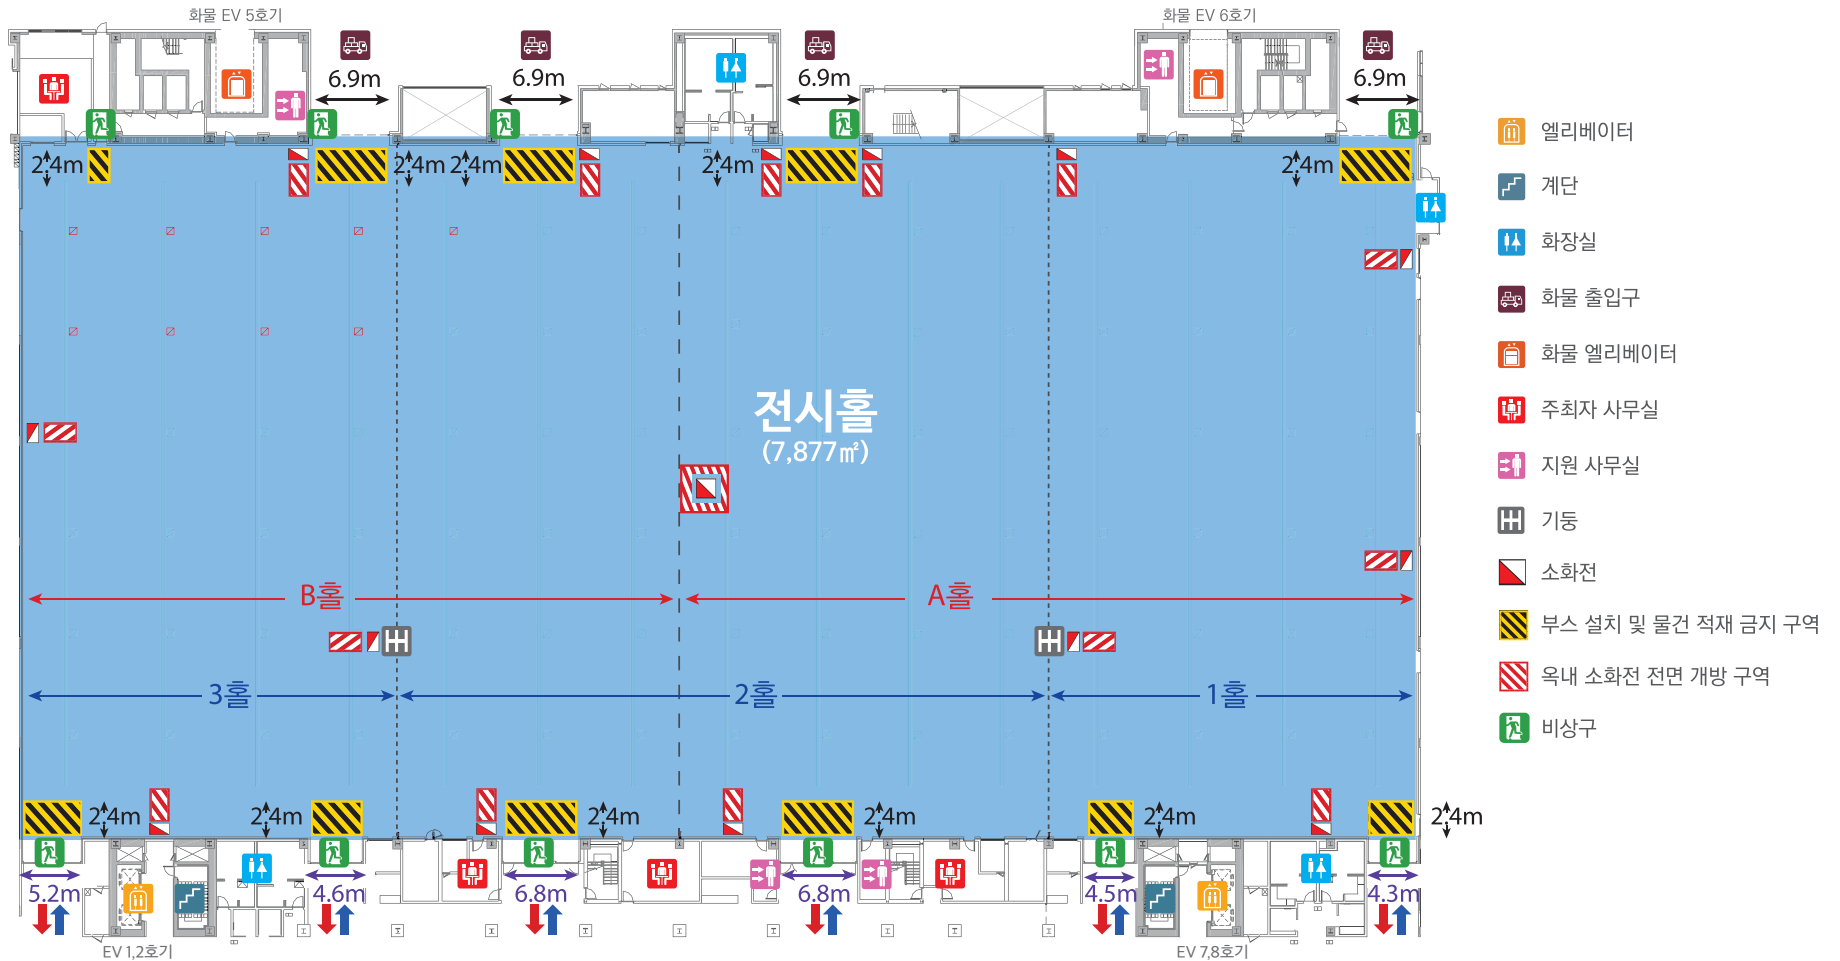 화물 EV 5호기
화물 EV 6호기
6.9m
6.9m
6.9m
6.9m
2.4m
2.4m
2.4m
2.4m
2.4m
전시홀
(7,877㎡)
B홀
A홀
3홀
2홀
1홀
2.4m
2.4m
2.4m
2.4m
2.4m
2.4m
5.2m
4.6m
6.8m
6.8m
4.5m
4.3m
EV 1,2호기
EV 7,8호기
엘리베이터
계단
화장실
화물 출입구
화물 엘리베이터
주최자 사무실
지원 사무실
기둥
소화전
부스 설치 및 물건 적재 금지 구역
옥내 소화전 전면 개방 구역
비상구